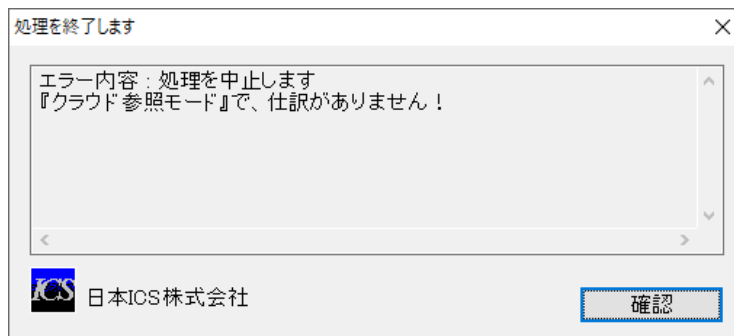 処理を終了します
エラー内容：処理を中止します
『クラウド参照モード』で、仕訳がありません！
ICS 日本ICS株式会社
確認